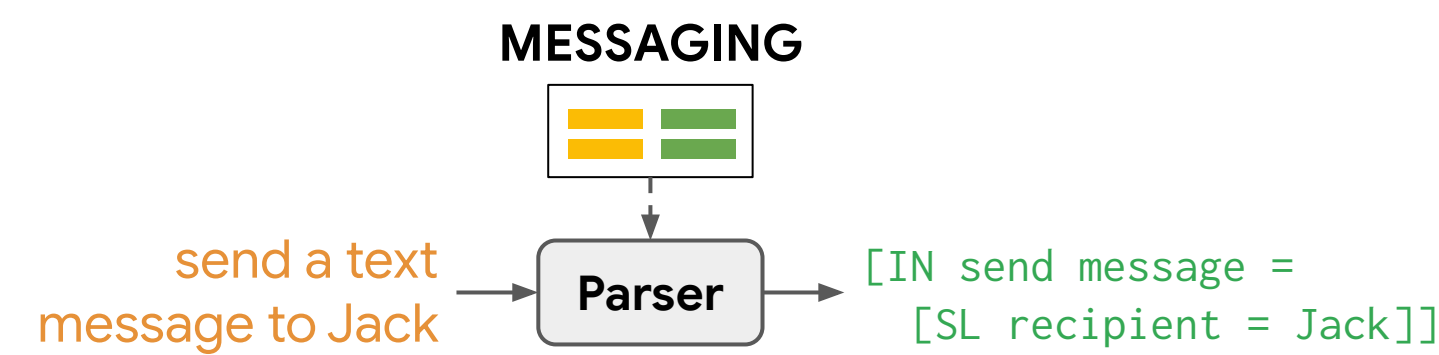 MESSAGING
send a text
message to Jack
Parser
[IN send message =
[SL recipient = Jack]]